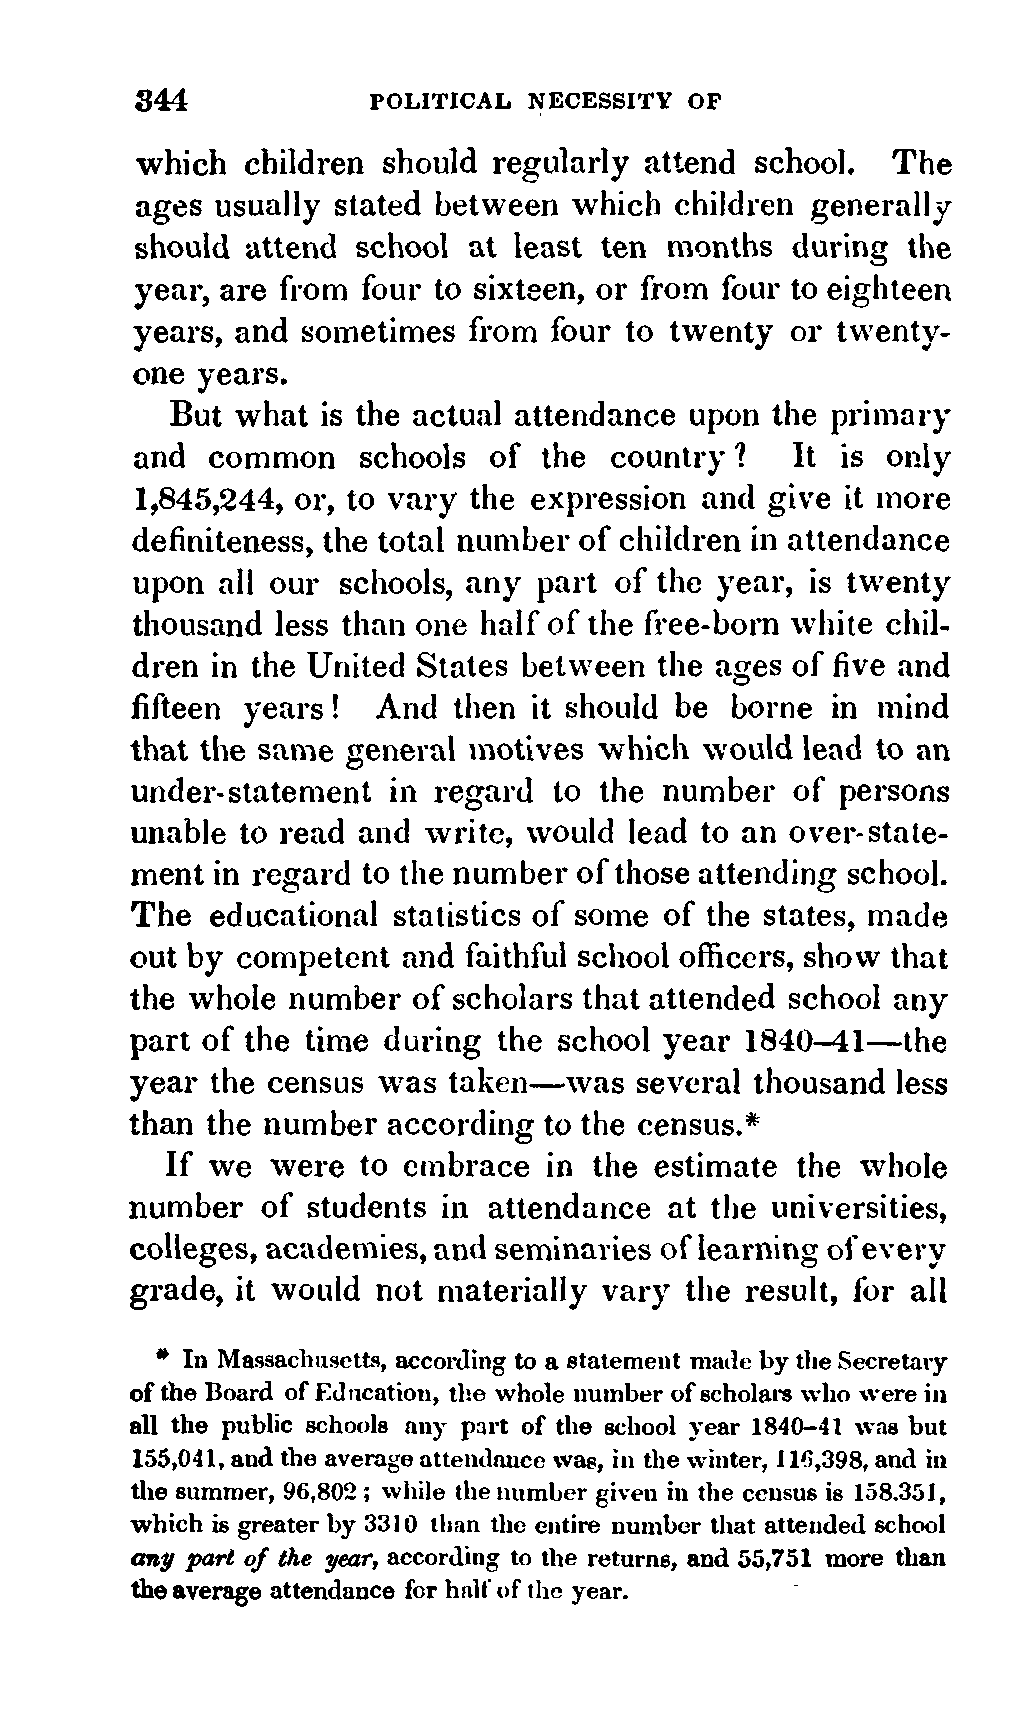 344 POLITICAL NECESSITY OF
which children should regularly attend school. The
ages usually stated between which children generally
should attend school at least ten months during the
year, are from four to sixteen, or from four to eighteen
years, and sometimes from four to twenty or twenty-
one years.
But what is the actual attendance upon the primary
and common schools of the country? It is only
1,845,244, or, to vary the expression and give it more
definiteness, the total number of children in attendance
upon all our schools, any part of the year, is twenty
thousand less than one half of the free-born white chil-
dren in the United States between the ages of five and
fifteen years! And then it should be borne in mind
that the same general motives which would lead to an
under-statement in regard to the number of persons
unable to read and write, would lead to an over-state-
ment in regard to the number of those attending school.
The educational statistics of some of the states, made
out by competent and faithful school officers, show that
the whole number of scholars that attended school any
part of the time during the school year 1840–41—the
year the census was taken—was several thousand less
than the number according to the census.*
If we were to embrace in the estimate the whole
number of students in attendance at the universities,
colleges, academies, and seminaries of learning of every
grade, it would not materially vary the result, for all
* In Massachusetts, according to a statement made by the Secretary
of the Board of Education, the whole number of scholars who were in
all the public schools any part of the school year 1840–41 was but
155,041, and the average attendance was, in the winter, 116,398, and in
the summer, 96,802; while the number given in the census is 158.351,
which is greater by 3310 than the entire number that attended school
any part of the year, according to the returns, and 55,751 more than
the average attendance for half of the year.